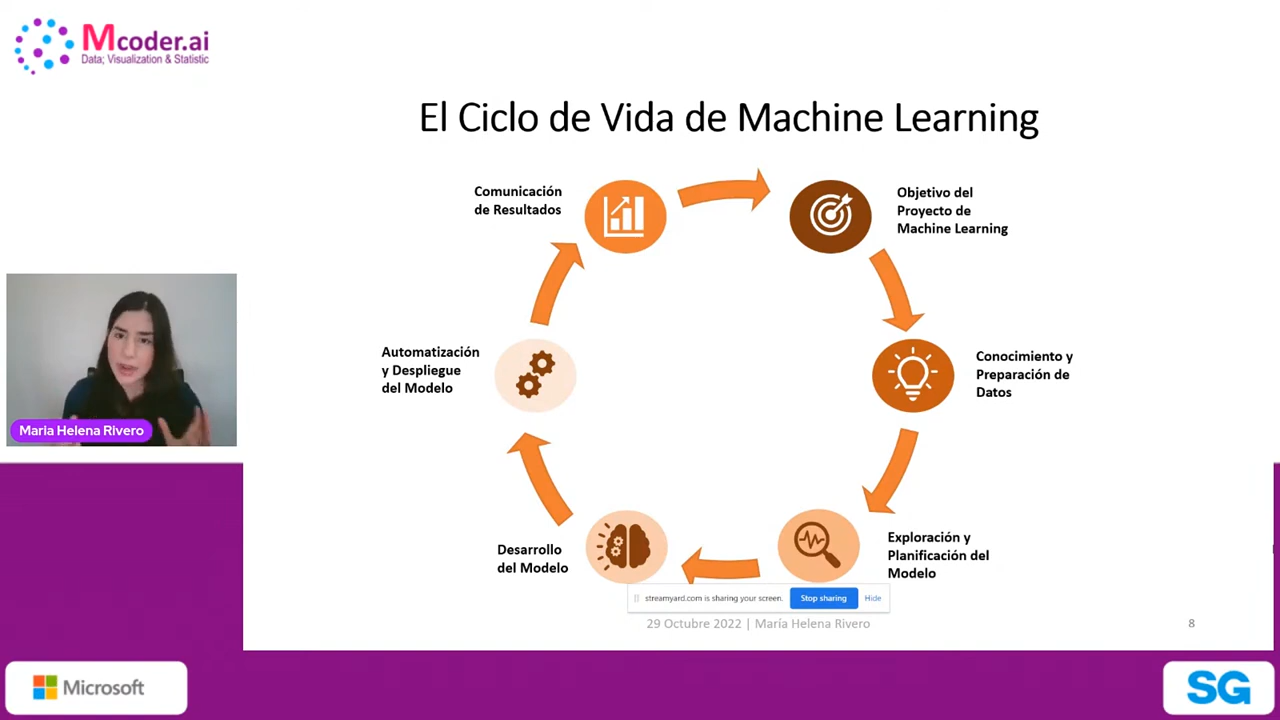 Mcoder.ai
Data; Visualization & Statistic
El Ciclo de Vida de Machine Learning
Comunicación
de Resultados
Objetivo del
Proyecto de
Machine Learning
Automatización
y Despliegue
del Modelo
Conocimiento y
Preparación de
Datos
Maria Helena Rivero
Desarrollo
del Modelo
Exploración y
Planificación del
Modelo
streamyard.com is sharing your screen. Stop sharing Hide
29 Octubre 2022 | María Helena Rivero
8
Microsoft
SG